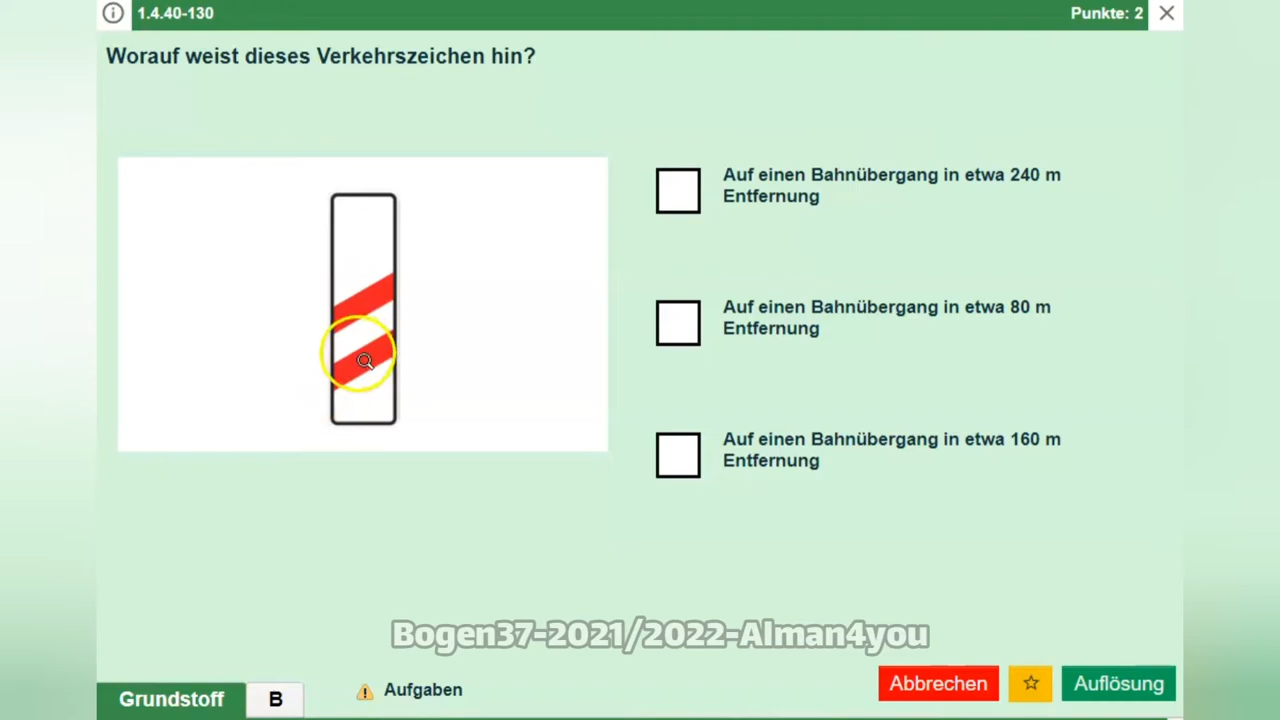 1.4.40-130
Punkte: 2
Worauf weist dieses Verkehrszeichen hin?
Auf einen Bahnübergang in etwa 240 m
Entfernung
Auf einen Bahnübergang in etwa 80 m
Entfernung
Auf einen Bahnübergang in etwa 160 m
Entfernung
Bogen37-2021/2022-Alman4you
Grundstoff
B
Aufgaben
Abbrechen
Auflösung